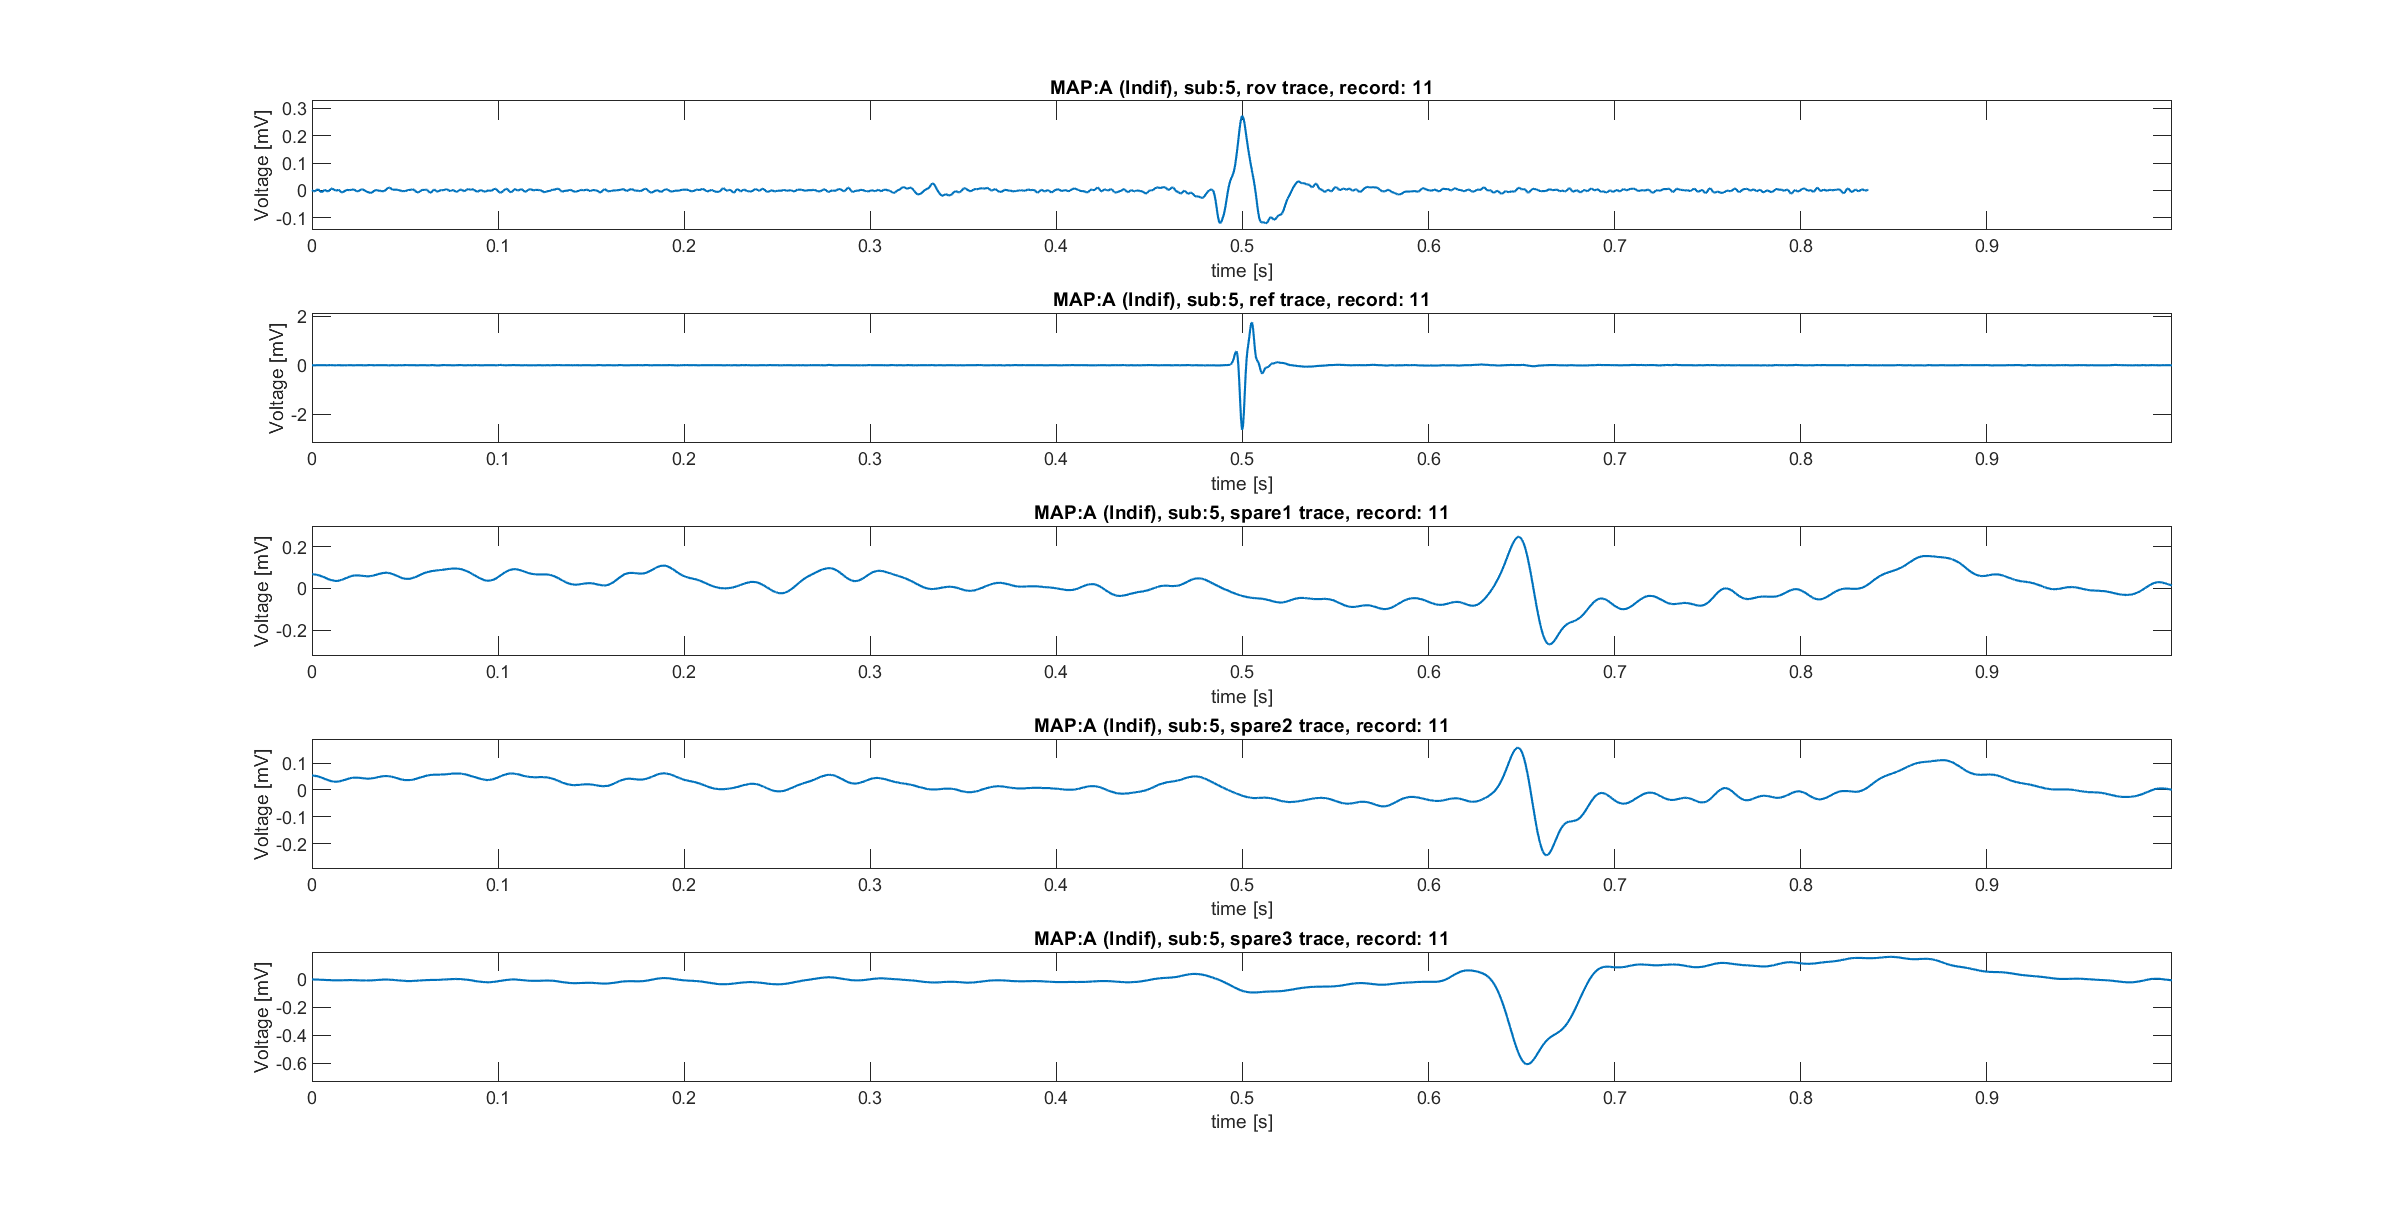 MAP:A (Indif), sub:5, rov trace, record: 11
Voltage [mV]
0.3
0.2
0.1
0
-0.1
0 0.1 0.2 0.3 0.4 0.5 0.6 0.7 0.8 0.9
time [s]
MAP:A (Indif), sub:5, ref trace, record: 11
Voltage [mV]
2
0
-2
0 0.1 0.2 0.3 0.4 0.5 0.6 0.7 0.8 0.9
time [s]
MAP:A (Indif), sub:5, spare1 trace, record: 11
Voltage [mV]
0.2
0
-0.2
0 0.1 0.2 0.3 0.4 0.5 0.6 0.7 0.8 0.9
time [s]
MAP:A (Indif), sub:5, spare2 trace, record: 11
Voltage [mV]
0.1
0
-0.1
-0.2
0 0.1 0.2 0.3 0.4 0.5 0.6 0.7 0.8 0.9
time [s]
MAP:A (Indif), sub:5, spare3 trace, record: 11
Voltage [mV]
0
-0.2
-0.4
-0.6
0 0.1 0.2 0.3 0.4 0.5 0.6 0.7 0.8 0.9
time [s]